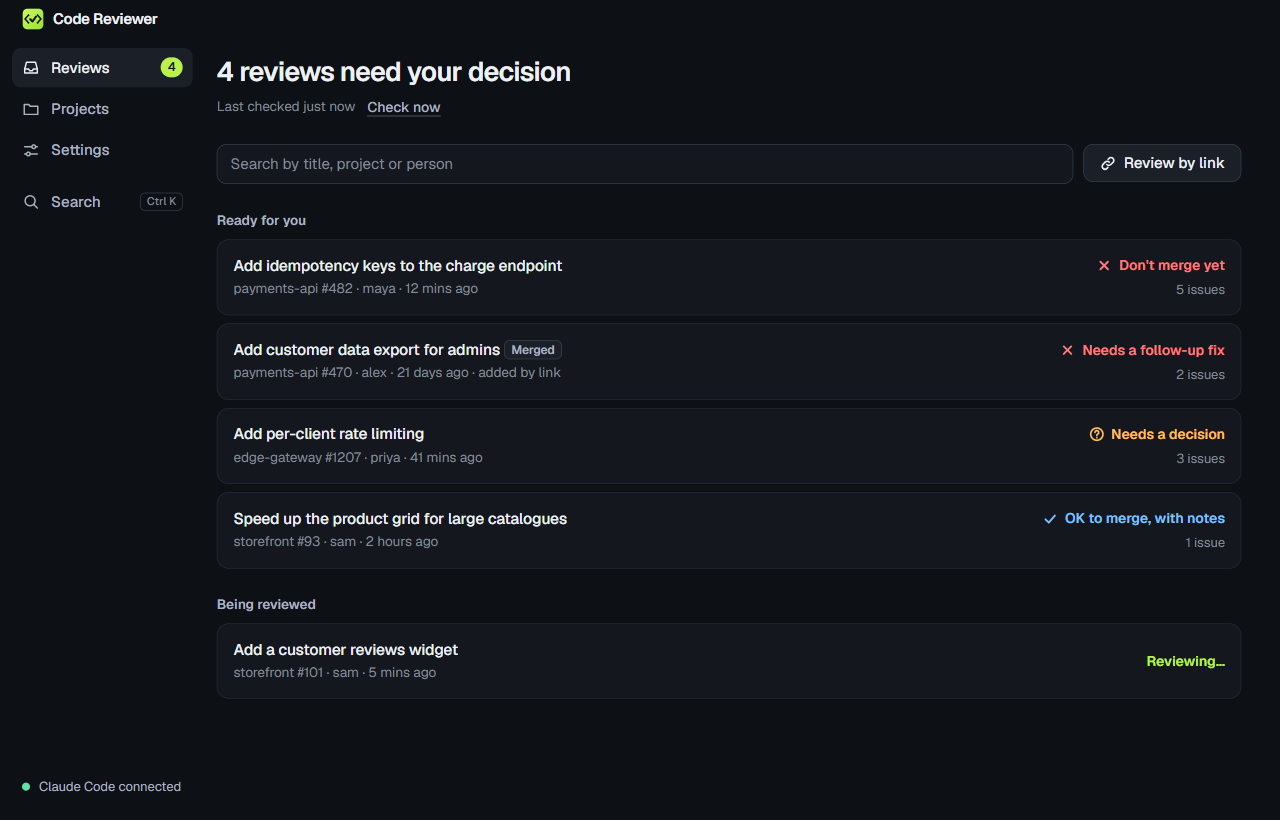 Code Reviewer
Reviews 4
Projects
Settings
Search Ctrl K
4 reviews need your decision
Last checked just now Check now
Search by title, project or person
Review by link
Ready for you
Add idempotency keys to the charge endpoint
Don't merge yet
payments-api #482 · maya · 12 mins ago
5 issues
Add customer data export for admins Merged
Needs a follow-up fix
payments-api #470 · alex · 21 days ago · added by link
2 issues
Add per-client rate limiting
Needs a decision
edge-gateway #1207 · priya · 41 mins ago
3 issues
Speed up the product grid for large catalogues
OK to merge, with notes
storefront #93 · sam · 2 hours ago
1 issue
Being reviewed
Add a customer reviews widget
storefront #101 · sam · 5 mins ago
Reviewing...
Claude Code connected